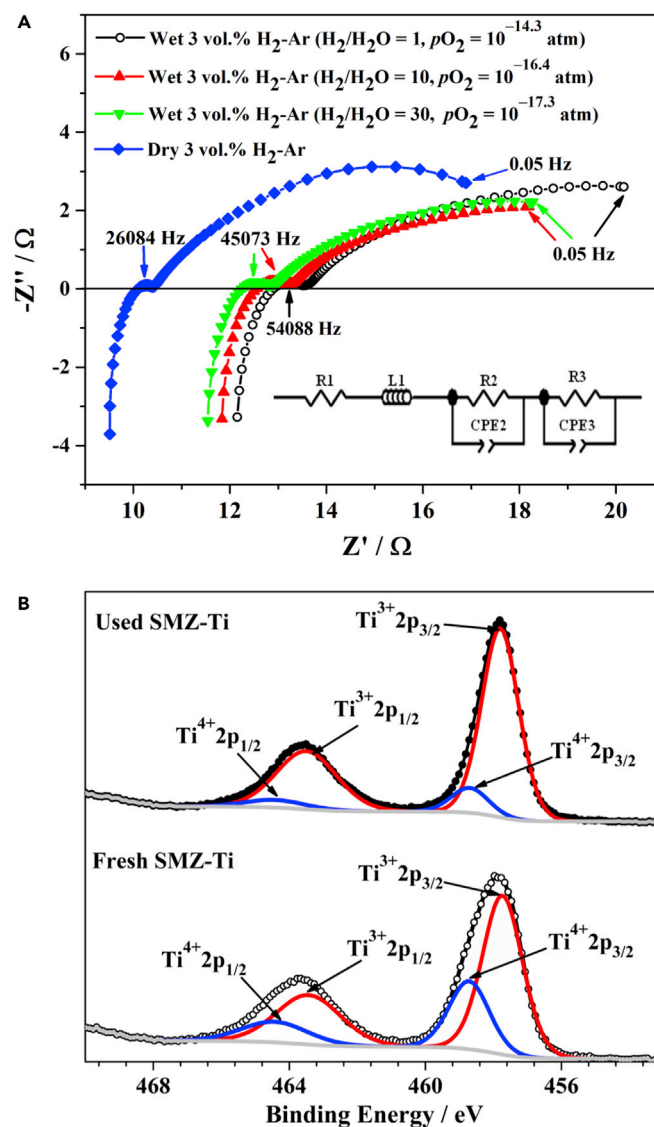 A
Wet 3 vol.% H₂-Ar (H₂/H₂O = 1, pO₂ = 10⁻¹⁴·³ atm)
Wet 3 vol.% H₂-Ar (H₂/H₂O = 10, pO₂ = 10⁻¹⁶·⁴ atm)
Wet 3 vol.% H₂-Ar (H₂/H₂O = 30, pO₂ = 10⁻¹⁷·³ atm)
Dry 3 vol.% H₂-Ar
0.05 Hz
26084 Hz
45073 Hz
0.05 Hz
54088 Hz
R1
L1
R2
CPE2
R3
CPE3
6
4
2
0
-2
-4
-Z'' / Ω
10 12 14 16 18 20
Z' / Ω
B
Used SMZ-Ti
Ti³⁺2p₃/₂
Ti³⁺2p₁/₂
Ti⁴⁺2p₁/₂
Ti⁴⁺2p₃/₂
Fresh SMZ-Ti
Ti³⁺2p₃/₂
Ti⁴⁺2p₁/₂
Ti³⁺2p₁/₂
Ti⁴⁺2p₃/₂
Intensity / a.u.
468 464 460 456
Binding Energy / eV